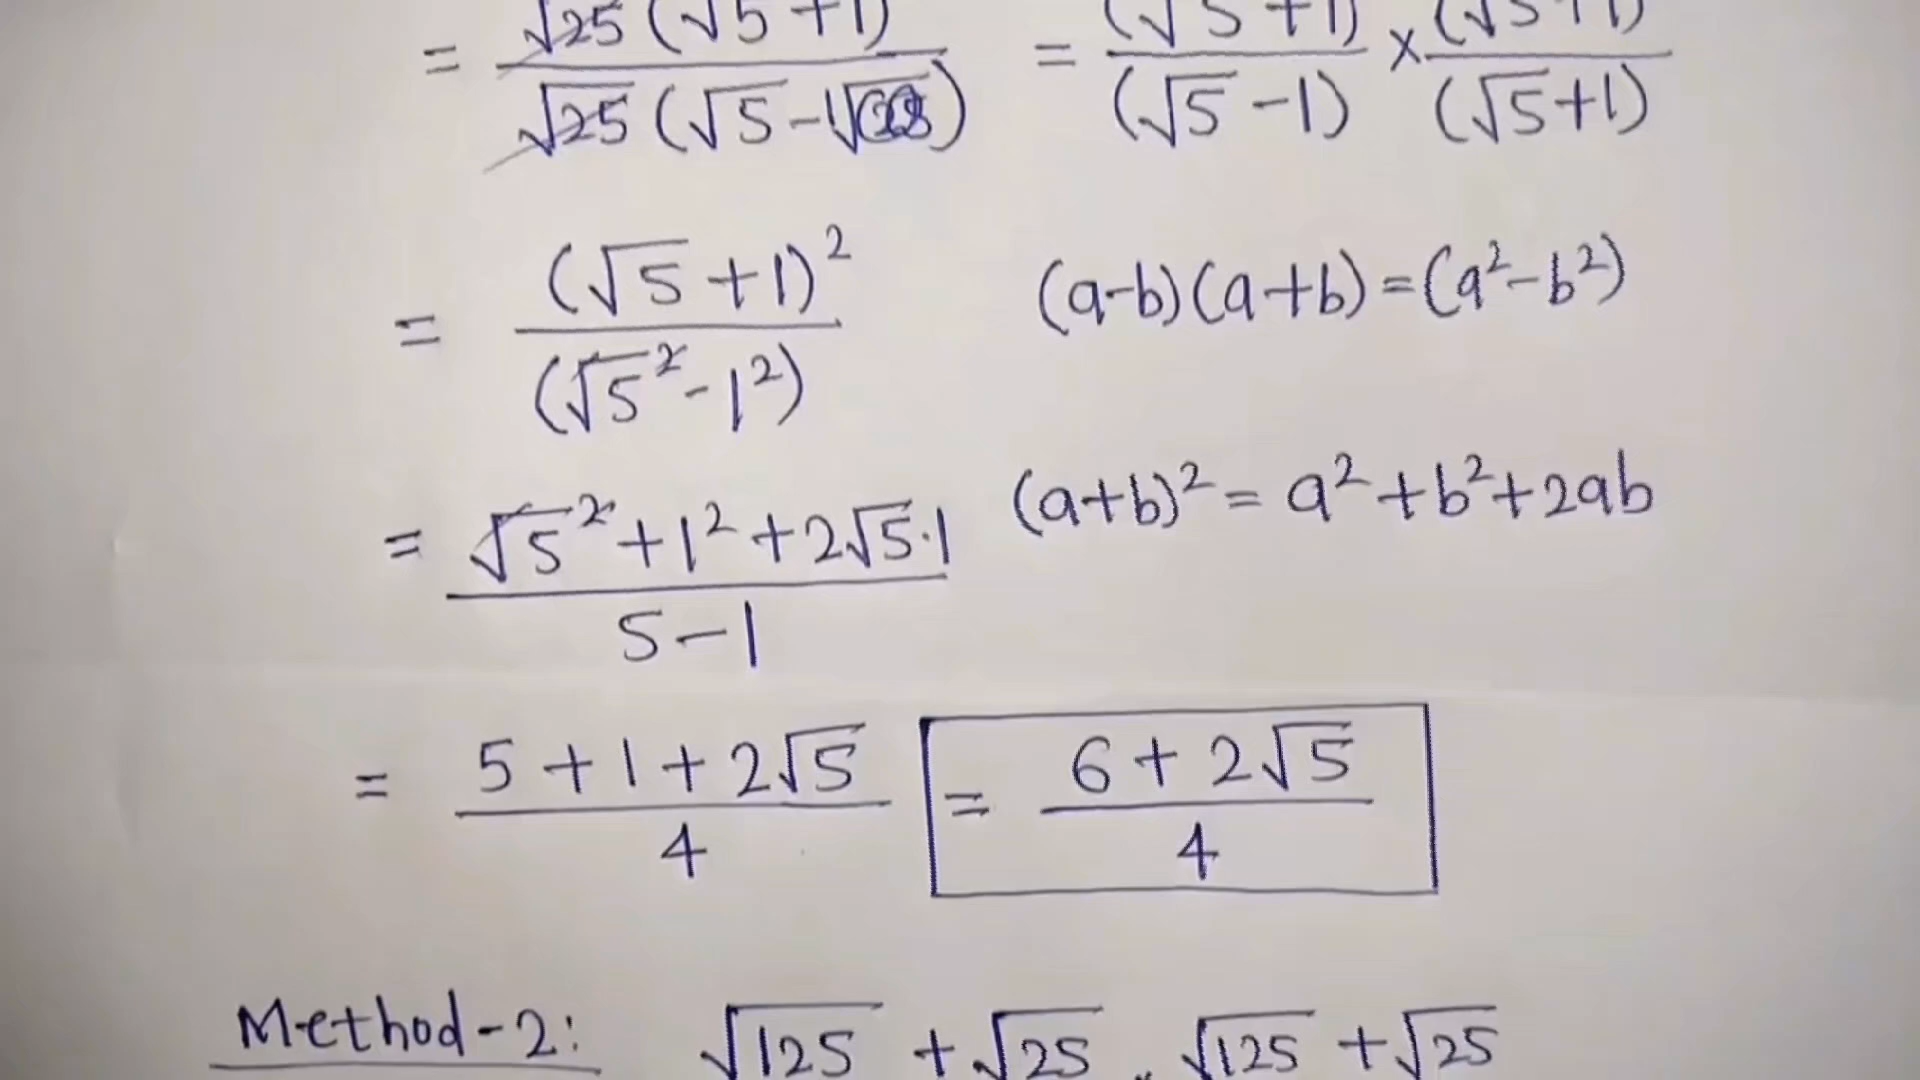 = √25 (√5+1) / √25 (√5-1) = (√5+1) / (√5-1) × (√5+1) / (√5+1)
= (√5+1)² / (√5²-1²) (a-b)(a+b)=(a²-b²)
= √5²+1²+2√5·1 / 5-1 (a+b)²= a²+b²+2ab
= 5+1+2√5 / 4 = 6+2√5 / 4
Method-2: √125 + √25 × √125 + √25